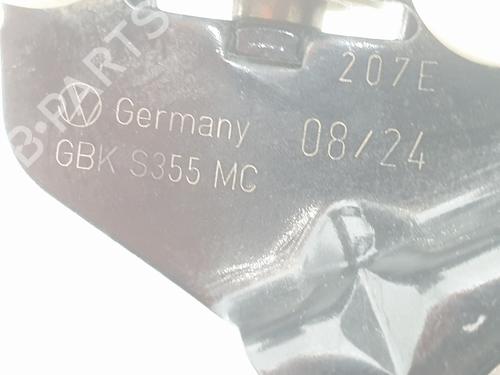 B-PARTS
207E
Germany 08/24
GBK S355 MC